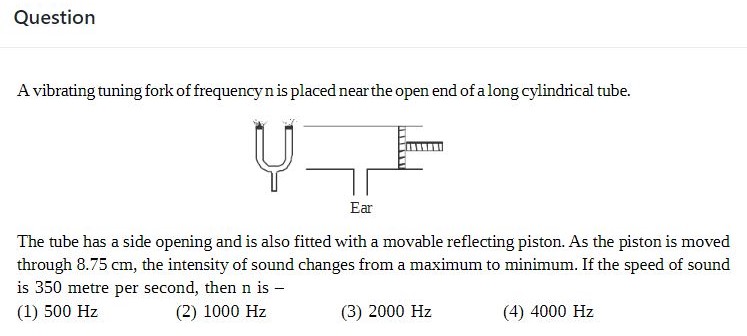 Question
A vibrating tuning fork of frequency n is placed near the open end of a long cylindrical tube.
Ear
The tube has a side opening and is also fitted with a movable reflecting piston. As the piston is moved
through 8.75 cm, the intensity of sound changes from a maximum to minimum. If the speed of sound
is 350 metre per second, then n is –
(1) 500 Hz (2) 1000 Hz (3) 2000 Hz (4) 4000 Hz